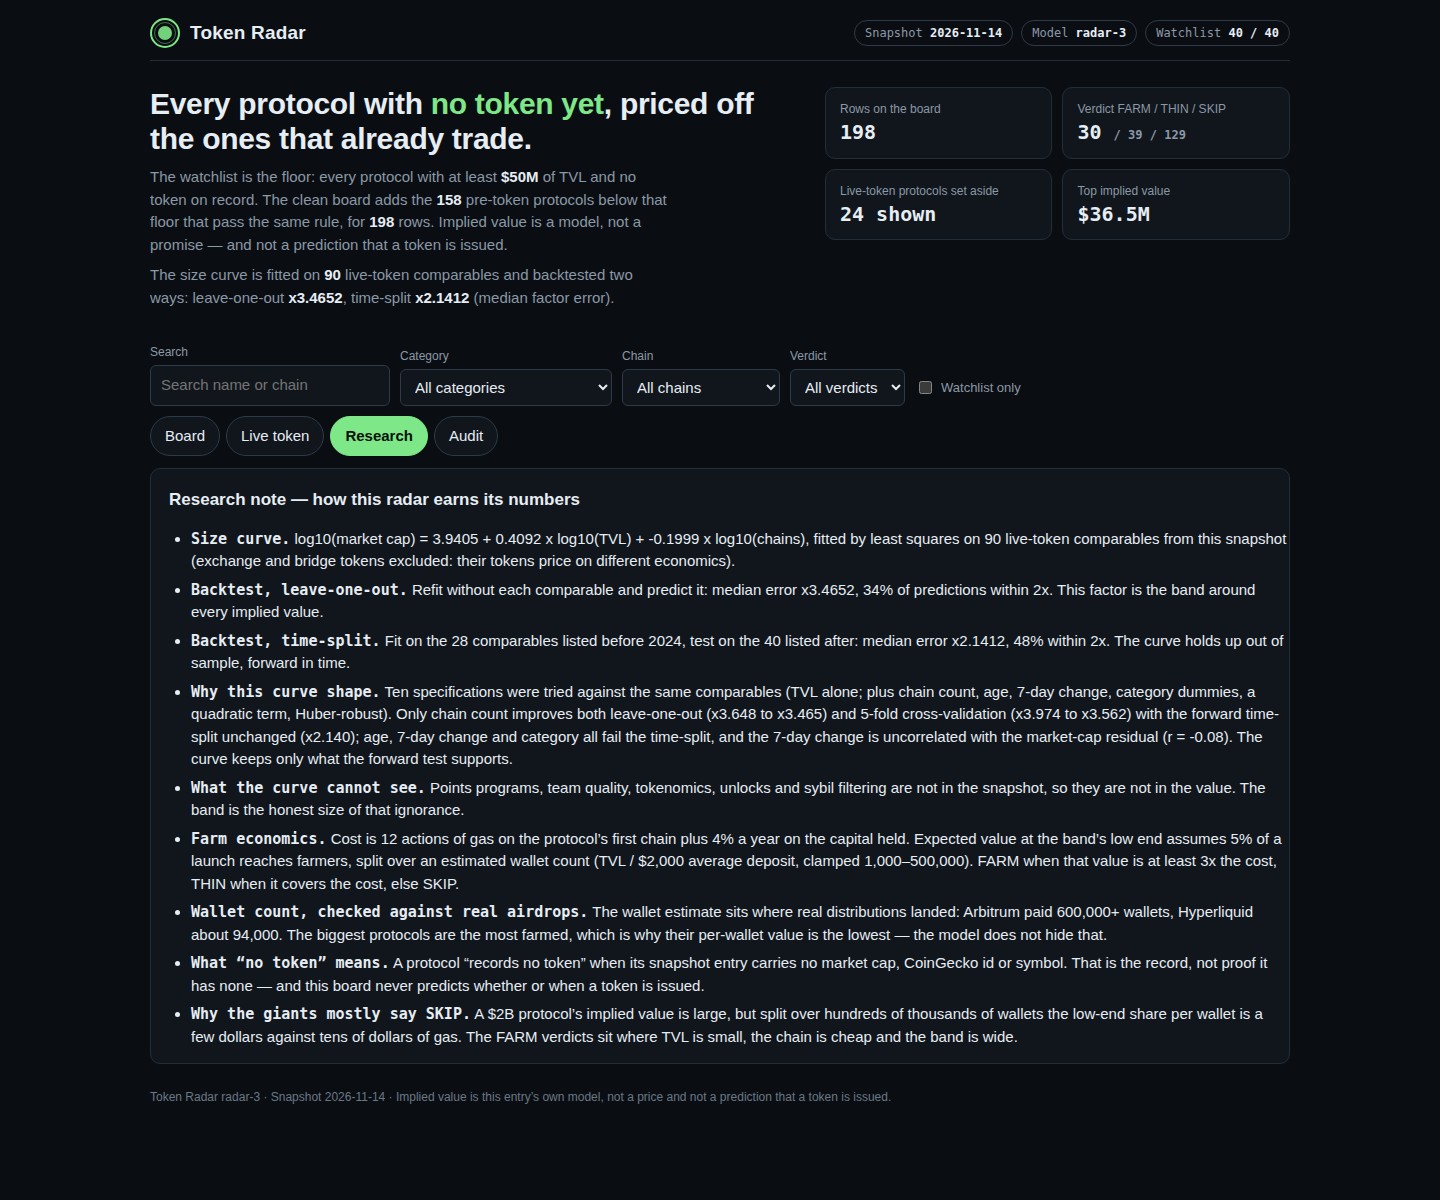 Token Radar
Snapshot 2026-11-14
Model radar-3
Watchlist 40 / 40
Every protocol with no token yet, priced off
the ones that already trade.
The watchlist is the floor: every protocol with at least $50M of TVL and no
token on record. The clean board adds the 158 pre-token protocols below that
floor that pass the same rule, for 198 rows. Implied value is a model, not a
promise — and not a prediction that a token is issued.
The size curve is fitted on 90 live-token comparables and backtested two
ways: leave-one-out x3.4652, time-split x2.1412 (median factor error).
Rows on the board
198
Verdict FARM / THIN / SKIP
30 / 39 / 129
Live-token protocols set aside
24 shown
Top implied value
$36.5M
Search
Search name or chain
Category
All categories
Chain
All chains
Verdict
All verdicts
Watchlist only
Board
Live token
Research
Audit
Research note — how this radar earns its numbers
Size curve. log10(market cap) = 3.9405 + 0.4092 x log10(TVL) + -0.1999 x log10(chains), fitted by least squares on 90 live-token comparables from this snapshot
(exchange and bridge tokens excluded: their tokens price on different economics).
Backtest, leave-one-out. Refit without each comparable and predict it: median error x3.4652, 34% of predictions within 2x. This factor is the band around
every implied value.
Backtest, time-split. Fit on the 28 comparables listed before 2024, test on the 40 listed after: median error x2.1412, 48% within 2x. The curve holds up out of
sample, forward in time.
Why this curve shape. Ten specifications were tried against the same comparables (TVL alone; plus chain count, age, 7-day change, category dummies, a
quadratic term, Huber-robust). Only chain count improves both leave-one-out (x3.648 to x3.465) and 5-fold cross-validation (x3.974 to x3.562) with the forward time-
split unchanged (x2.140); age, 7-day change and category all fail the time-split, and the 7-day change is uncorrelated with the market-cap residual (r = -0.08). The
curve keeps only what the forward test supports.
What the curve cannot see. Points programs, team quality, tokenomics, unlocks and sybil filtering are not in the snapshot, so they are not in the value. The
band is the honest size of that ignorance.
Farm economics. Cost is 12 actions of gas on the protocol’s first chain plus 4% a year on the capital held. Expected value at the band’s low end assumes 5% of a
launch reaches farmers, split over an estimated wallet count (TVL / $2,000 average deposit, clamped 1,000–500,000). FARM when that value is at least 3x the cost,
THIN when it covers the cost, else SKIP.
Wallet count, checked against real airdrops. The wallet estimate sits where real distributions landed: Arbitrum paid 600,000+ wallets, Hyperliquid
about 94,000. The biggest protocols are the most farmed, which is why their per-wallet value is the lowest — the model does not hide that.
What “no token” means. A protocol “records no token” when its snapshot entry carries no market cap, CoinGecko id or symbol. That is the record, not proof it
has none — and this board never predicts whether or when a token is issued.
Why the giants mostly say SKIP. A $2B protocol’s implied value is large, but split over hundreds of thousands of wallets the low-end share per wallet is a
few dollars against tens of dollars of gas. The FARM verdicts sit where TVL is small, the chain is cheap and the band is wide.
Token Radar radar-3 · Snapshot 2026-11-14 · Implied value is this entry’s own model, not a price and not a prediction that a token is issued.